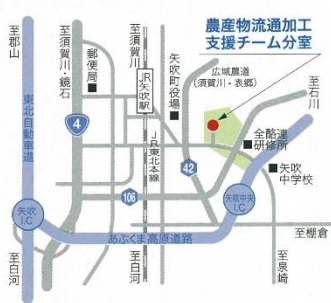 農産物流通加工
支援チーム分室
至郡山
至須賀川・鏡石
郵便局
至須賀川
JR矢吹駅
矢吹町役場
広域農道
(須賀川－表郷)
至石川
全酪連
研修所
矢吹
中学校
東北自動車道
4
JR東北本線
42
106
矢吹
I.C
矢吹中央
I.C
あぶくま高原道路
至棚倉
至白河
至白河
至泉崎